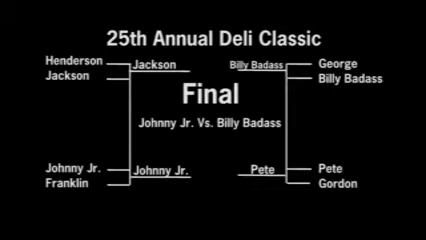 25th Annual Deli Classic
Henderson
Jackson
Jackson
Billy Badass
George
Billy Badass
Final
Johnny Jr. Vs. Billy Badass
Johnny Jr.
Franklin
Johnny Jr.
Pete
Pete
Gordon